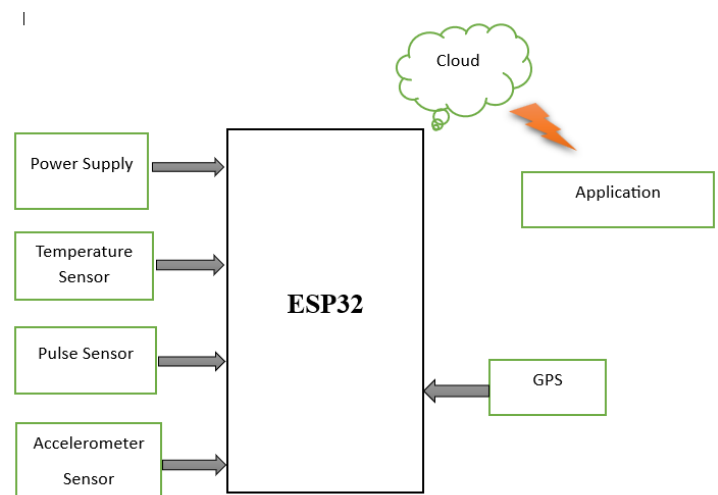 Cloud
Power Supply
Application
Temperature
Sensor
ESP32
Pulse Sensor
GPS
Accelerometer
Sensor